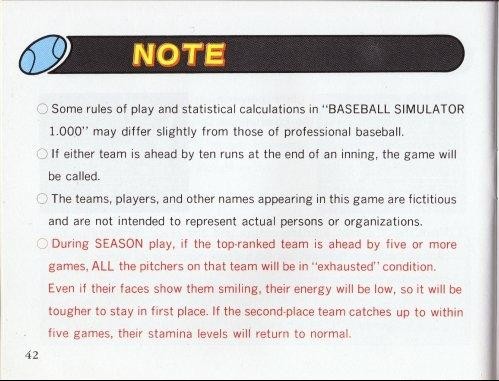 NOTE
○ Some rules of play and statistical calculations in "BASEBALL SIMULATOR
1.000" may differ slightly from those of professional baseball.
○ If either team is ahead by ten runs at the end of an inning, the game will
be called.
○ The teams, players, and other names appearing in this game are fictitious
and are not intended to represent actual persons or organizations.
○ During SEASON play, if the top-ranked team is ahead by five or more
games, ALL the pitchers on that team will be in "exhausted" condition.
Even if their faces show them smiling, their energy will be low, so it will be
tougher to stay in first place. If the second-place team catches up to within
five games, their stamina levels will return to normal.
42